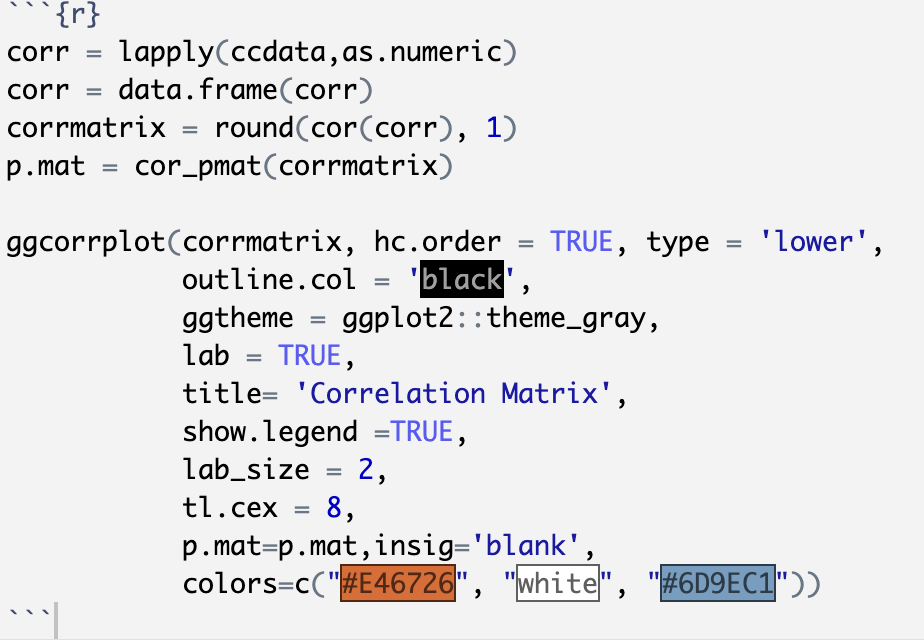 ```{r}
corr = lapply(ccdata,as.numeric)
corr = data.frame(corr)
corrmatrix = round(cor(corr), 1)
p.mat = cor_pmat(corrmatrix)

ggcorrplot(corrmatrix, hc.order = TRUE, type = 'lower',
           outline.col = 'black',
           ggtheme = ggplot2::theme_gray,
           lab = TRUE,
           title= 'Correlation Matrix',
           show.legend =TRUE,
           lab_size = 2,
           tl.cex = 8,
           p.mat=p.mat,insig='blank',
           colors=c("#E46726", "white", "#6D9EC1"))
```